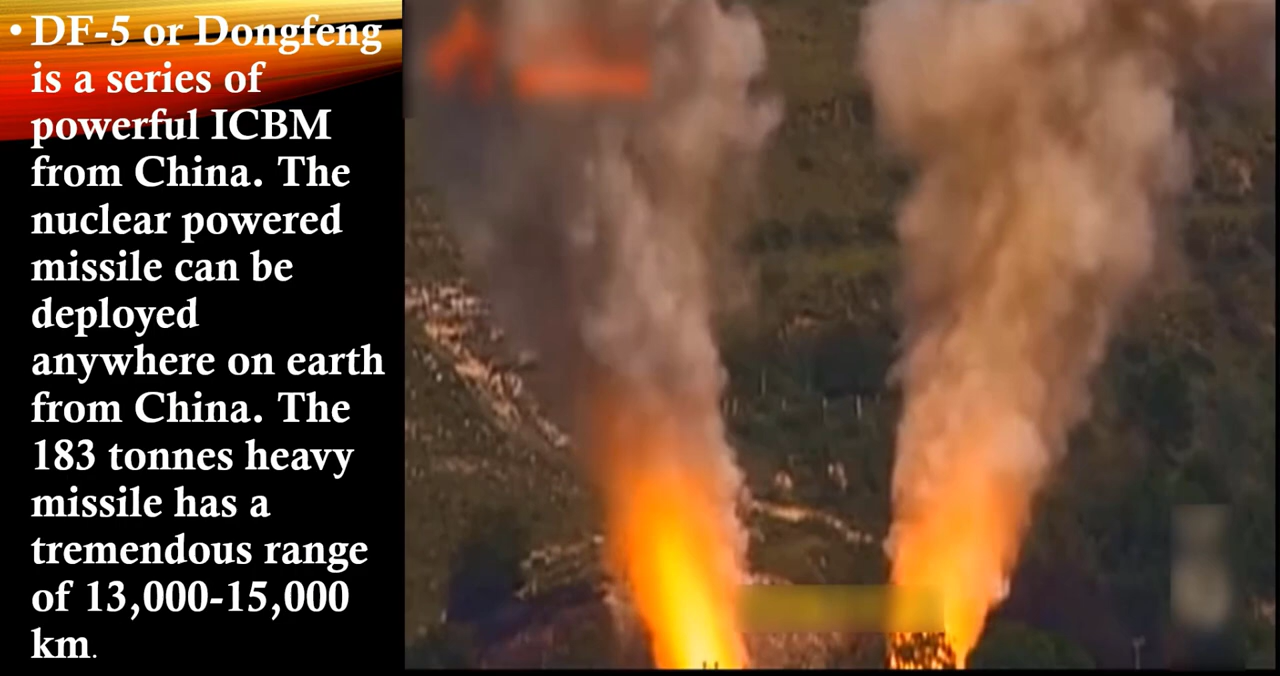 • DF-5 or Dongfeng
is a series of
powerful ICBM
from China. The
nuclear powered
missile can be
deployed
anywhere on earth
from China. The
183 tonnes heavy
missile has a
tremendous range
of 13,000-15,000
km.